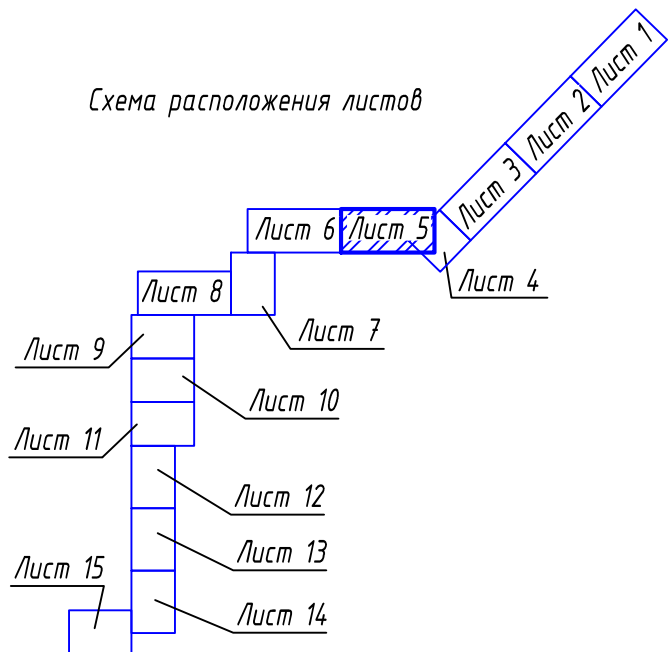 Схема расположения листов
Лист 1
Лист 2
Лист 3
Лист 4
Лист 5
Лист 6
Лист 7
Лист 8
Лист 9
Лист 10
Лист 11
Лист 12
Лист 13
Лист 14
Лист 15